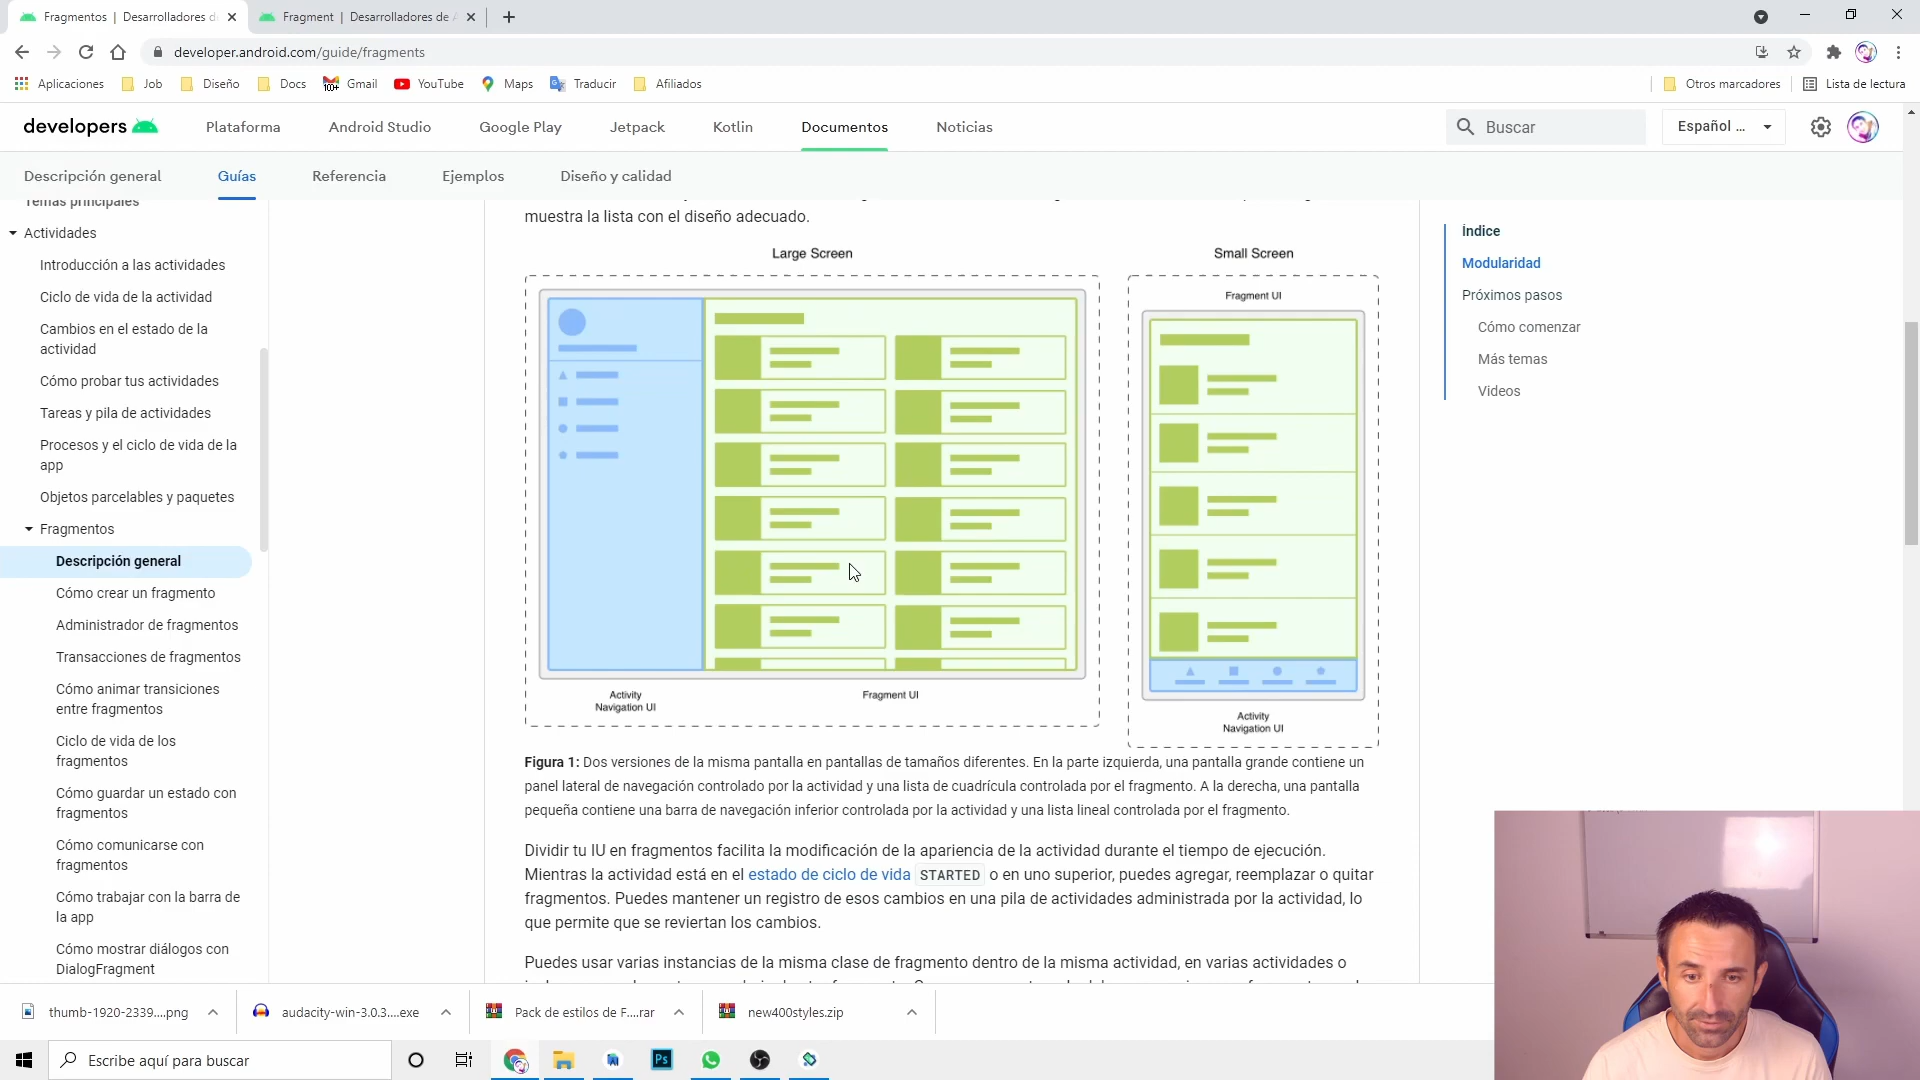 Fragmentos | Desarrolladores d
Fragment | Desarrolladores de
developer.android.com/guide/fragments
Aplicaciones
Job
Diseño
Docs
100+
Gmail
YouTube
Maps
Traducir
Afiliados
Otros marcadores
Lista de lectura
developers
Plataforma
Android Studio
Google Play
Jetpack
Kotlin
Documentos
Noticias
Buscar
Español ...
Descripción general
Guías
Referencia
Ejemplos
Diseño y calidad
Temas principales
Actividades
Introducción a las actividades
Ciclo de vida de la actividad
Cambios en el estado de la
actividad
Cómo probar tus actividades
Tareas y pila de actividades
Procesos y el ciclo de vida de la
app
Objetos parcelables y paquetes
Fragmentos
Descripción general
Cómo crear un fragmento
Administrador de fragmentos
Transacciones de fragmentos
Cómo animar transiciones
entre fragmentos
Ciclo de vida de los
fragmentos
Cómo guardar un estado con
fragmentos
Cómo comunicarse con
fragmentos
Cómo trabajar con la barra de
la app
Cómo mostrar diálogos con
DialogFragment
muestra la lista con el diseño adecuado.
Large Screen
Small Screen
Fragment UI
Activity
Navigation UI
Fragment UI
Activity
Navigation UI
Figura 1: Dos versiones de la misma pantalla en pantallas de tamaños diferentes. En la parte izquierda, una pantalla grande contiene un
panel lateral de navegación controlado por la actividad y una lista de cuadrícula controlada por el fragmento. A la derecha, una pantalla
pequeña contiene una barra de navegación inferior controlada por la actividad y una lista lineal controlada por el fragmento.
Dividir tu IU en fragmentos facilita la modificación de la apariencia de la actividad durante el tiempo de ejecución.
Mientras la actividad está en el estado de ciclo de vida STARTED o en uno superior, puedes agregar, reemplazar o quitar
fragmentos. Puedes mantener un registro de esos cambios en una pila de actividades administrada por la actividad, lo
que permite que se reviertan los cambios.
Puedes usar varias instancias de la misma clase de fragmento dentro de la misma actividad, en varias actividades o
Índice
Modularidad
Próximos pasos
Cómo comenzar
Más temas
Videos
thumb-1920-2339....png
audacity-win-3.0.3....exe
Pack de estilos de F....rar
new400styles.zip
Escribe aquí para buscar
Ps